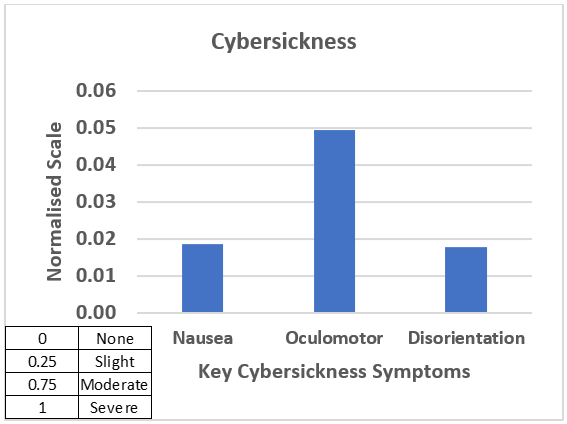 Cybersickness
Normalised Scale
0.06
0.05
0.04
0.03
0.02
0.01
0.00
Nausea Oculomotor Disorientation
Key Cybersickness Symptoms
0 None
0.25 Slight
0.75 Moderate
1 Severe